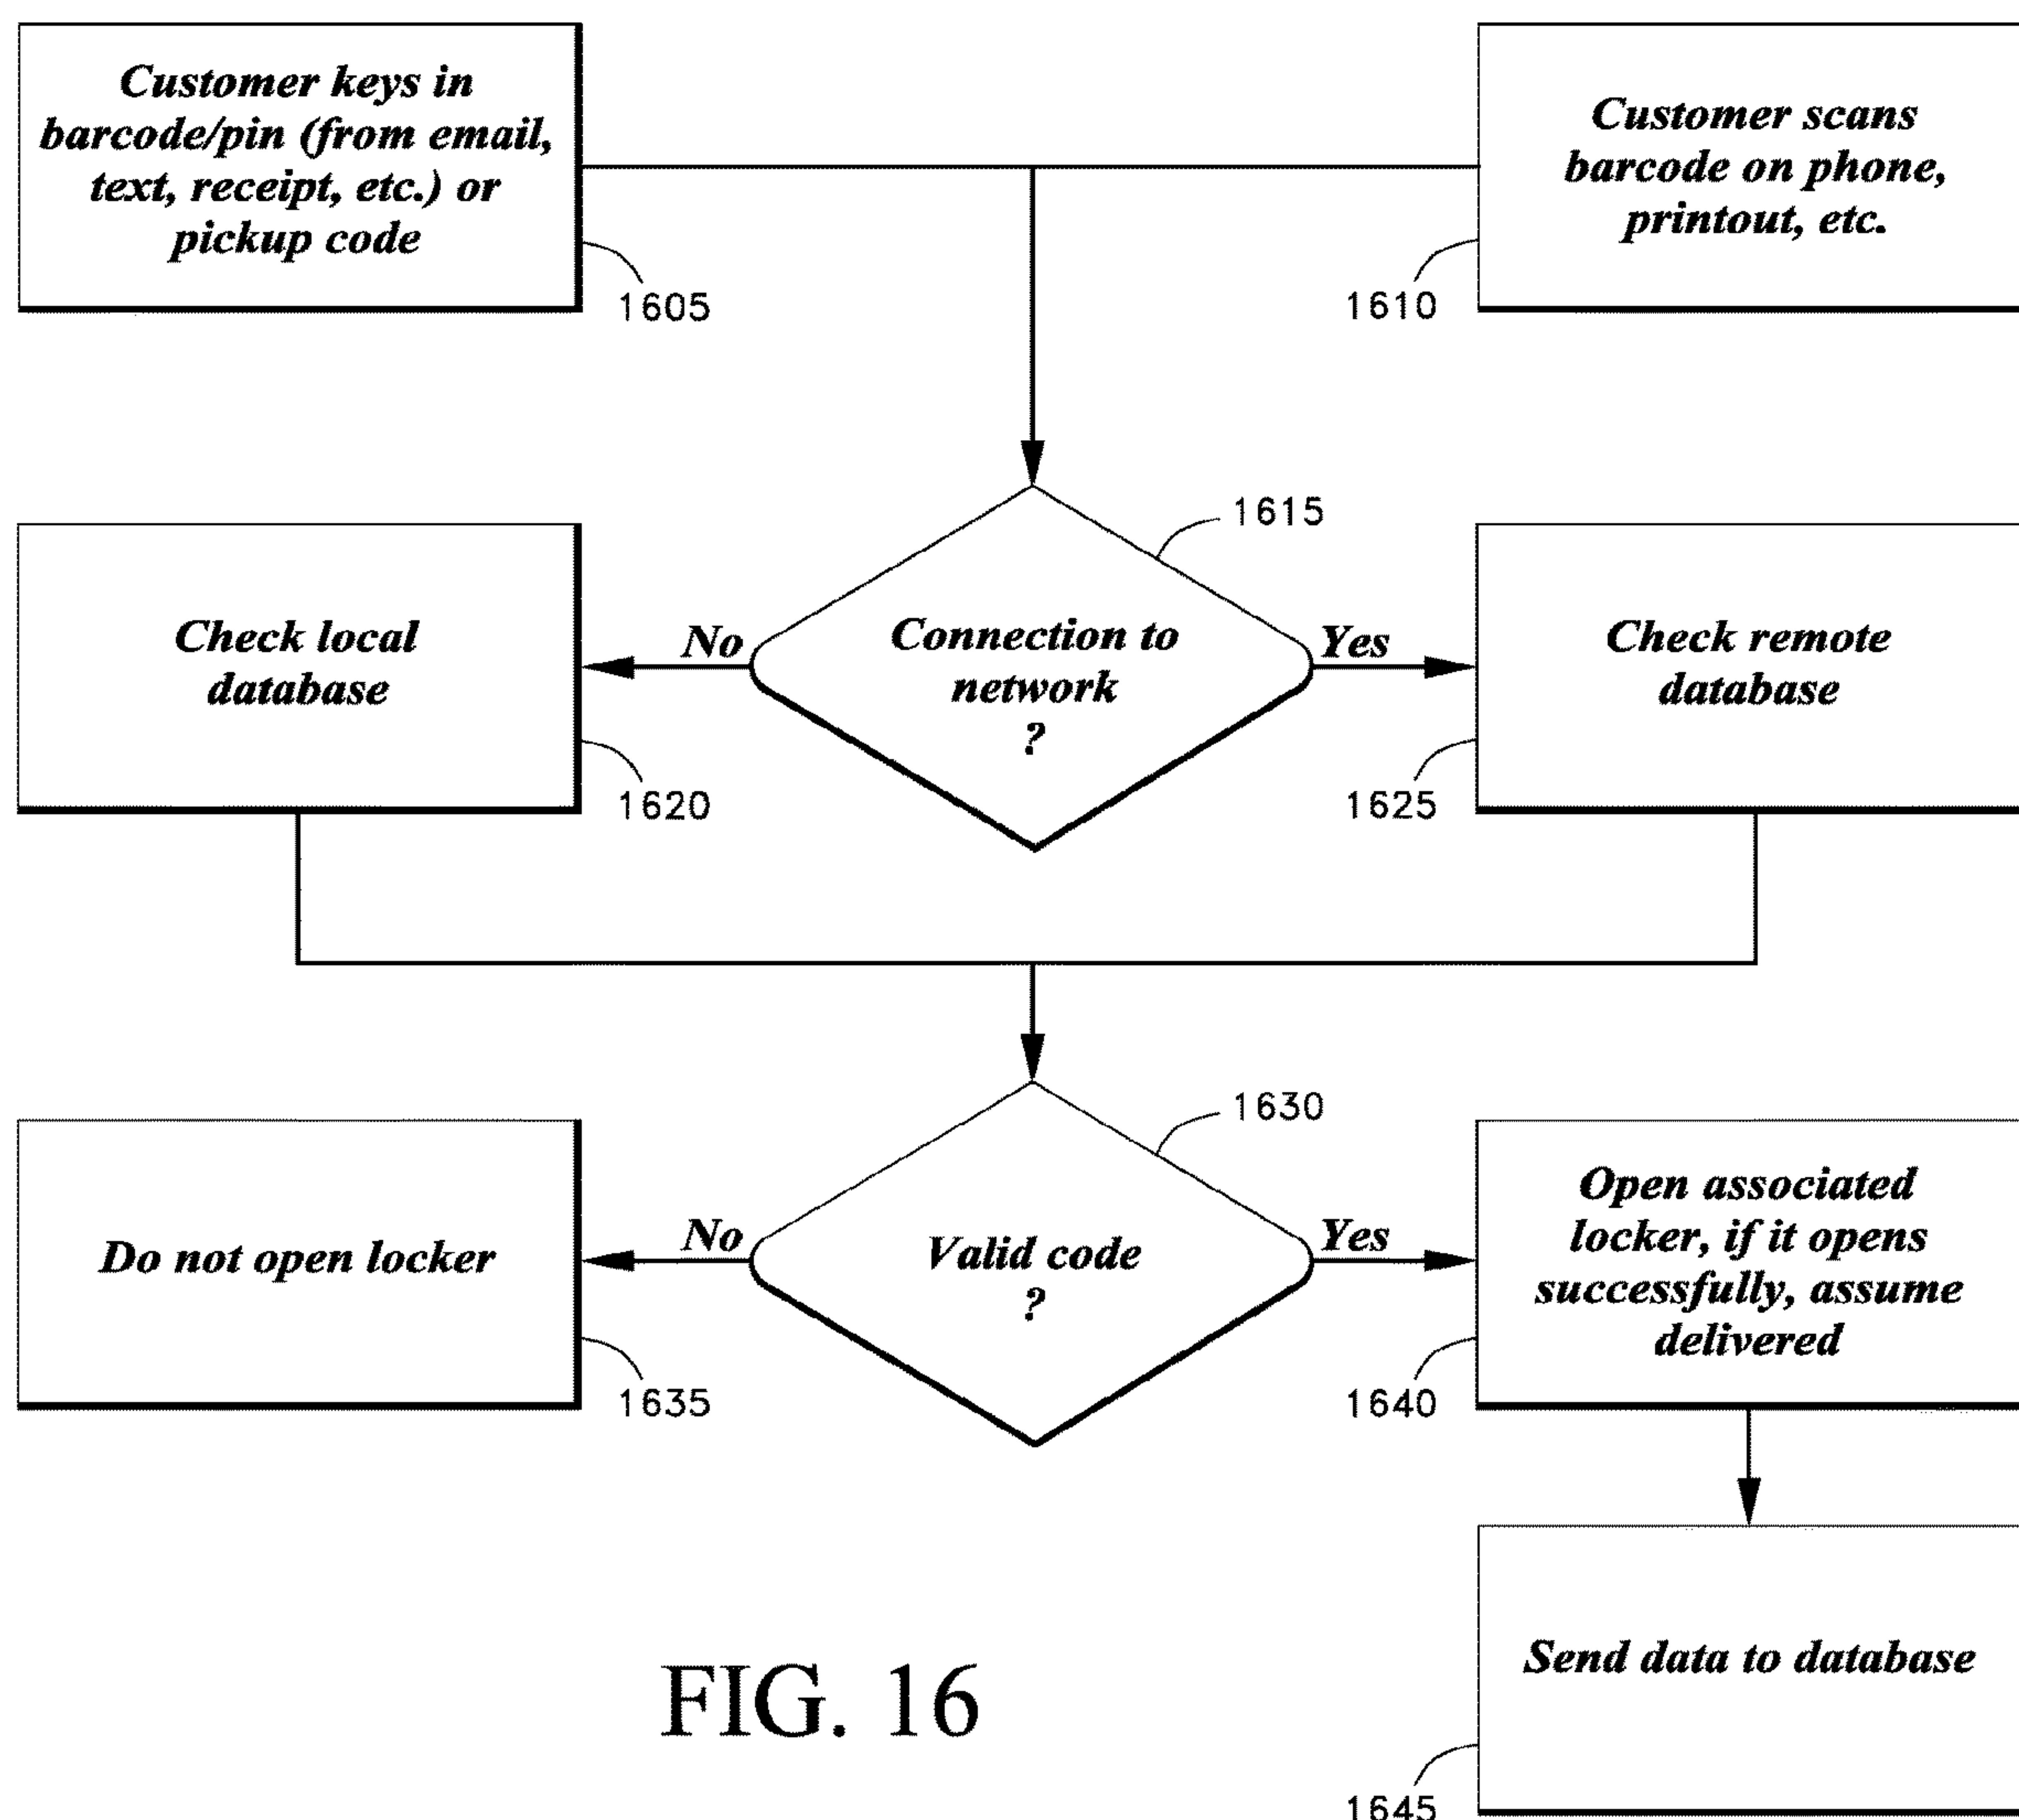 Customer keys in
barcode/pin (from email,
text, receipt, etc.) or
pickup code
1605
Customer scans
barcode on phone,
printout, etc.
1610
1615
Connection to
network
?
No
Yes
Check local
database
1620
Check remote
database
1625
1630
Valid code
?
No
Yes
Do not open locker
1635
Open associated
locker, if it opens
successfully, assume
delivered
1640
Send data to database
1645
FIG. 16